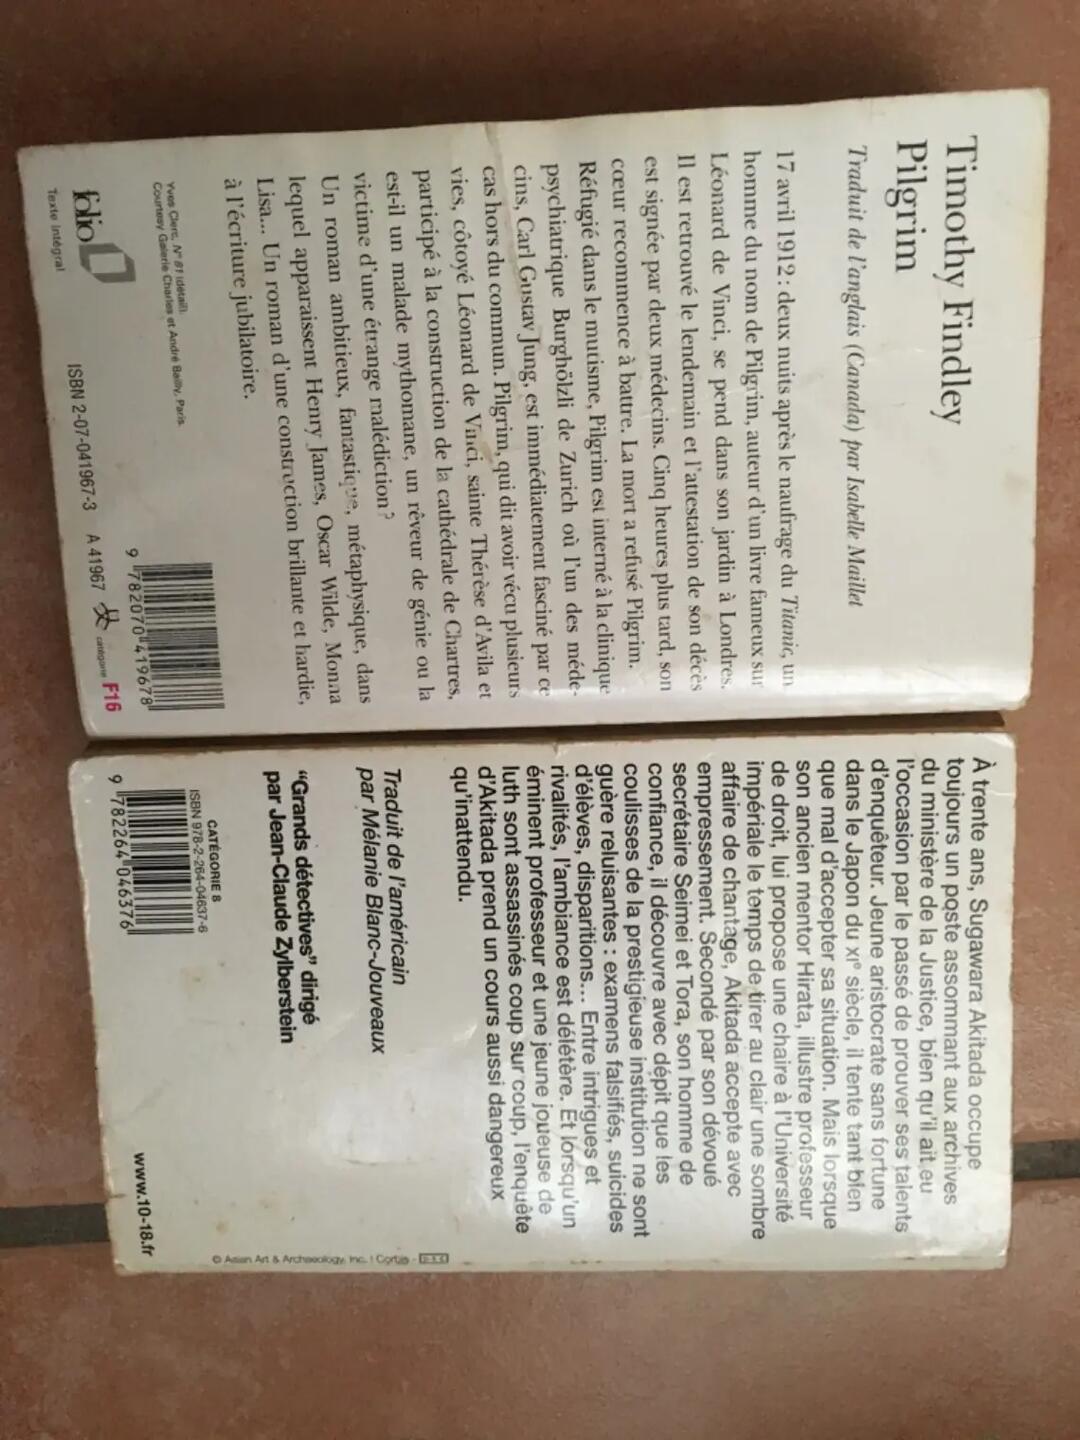 Timothy Findley
Pilgrim
Traduit de l'anglais (Canada) par Isabelle Maillet
17 avril 1912 : deux nuits après le naufrage du Titanic, un
homme du nom de Pilgrim, auteur d'un livre fameux sur
Léonard de Vinci, se pend dans son jardin à Londres.
Il est retrouvé le lendemain et l'attestation de son décès
est signée par deux médecins. Cinq heures plus tard, son
cœur recommence à battre. La mort a refusé Pilgrim.
Réfugié dans le mutisme, Pilgrim est interné à la clinique
psychiatrique Burghölzli de Zurich où l'un des méde-
cins, Carl Gustav Jung, est immédiatement fasciné par ce
cas hors du commun. Pilgrim, qui dit avoir vécu plusieurs
vies, côtoyé Léonard de Vinci, sainte Thérèse d'Avila et
participé à la construction de la cathédrale de Chartres,
est-il un malade mythomane, un rêveur de génie ou la
victime d'une étrange malédiction ?
Un roman ambitieux, fantastique, métaphysique, dans
lequel apparaissent Henry James, Oscar Wilde, Monna
Lisa... Un roman d'une construction brillante et hardie,
à l'écriture jubilatoire.
Yves Clerc, N° 81 (détail).
Courtesy Galerie Charles et André Bailly, Paris.
folio
Texte intégral
ISBN 2-07-041967-3 A 41967 catégorie F16
9 782070 419678
À trente ans, Sugawara Akitada occupe
toujours un poste assommant aux archives
du ministère de la Justice, bien qu'il ait eu
l'occasion par le passé de prouver ses talents
d'enquêteur. Jeune aristocrate sans fortune
dans le Japon du XIe siècle, il tente tant bien
que mal d'accepter sa situation. Mais lorsque
son ancien mentor Hirata, illustre professeur
de droit, lui propose une chaire à l'Université
impériale le temps de tirer au clair une sombre
affaire de chantage, Akitada accepte avec
empressement. Secondé par son dévoué
secrétaire Seimei et Tora, son homme de
confiance, il découvre avec dépit que les
coulisses de la prestigieuse institution ne sont
guère reluisantes : examens falsifiés, suicides
d'élèves, disparitions... Entre intrigues et
rivalités, l'ambiance est délétère. Et lorsqu'un
éminent professeur et une jeune joueuse de
luth sont assassinés coup sur coup, l'enquête
d'Akitada prend un cours aussi dangereux
qu'inattendu.
Traduit de l'américain
par Mélanie Blanc-Jouveaux
"Grands détectives" dirigé
par Jean-Claude Zylberstein
CATÉGORIE 8
ISBN 978-2-264-04637-6
9 782264 046376
www.10-18.fr
© Asian Art & Archaeology, Inc. / Corbis -